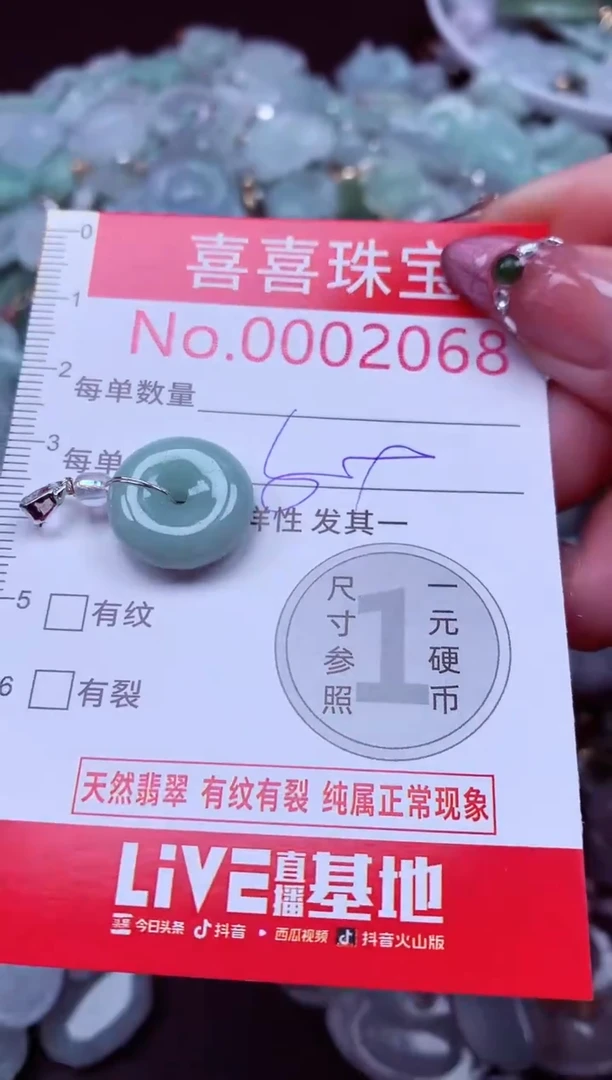 喜喜珠宝
No.0002068
每单数量
每单
样性 发其一
0
1
2
3
5
6
有纹
有裂
尺寸参照
1
一元硬币
天然翡翠 有纹有裂 纯属正常现象
LiVE直播基地
今日头条 抖音 西瓜视频 抖音火山版